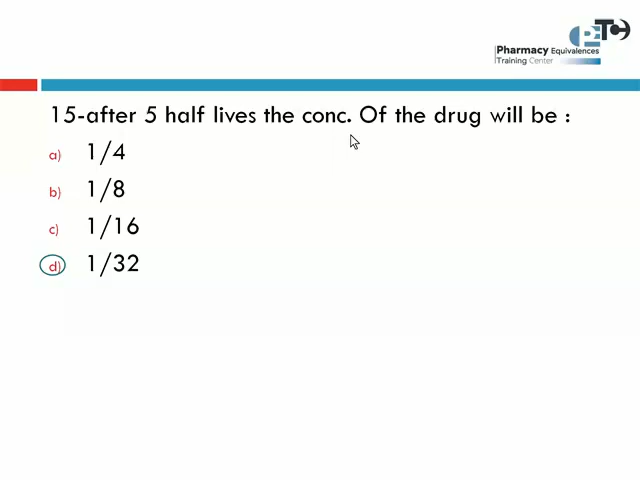 PETC
Pharmacy Equivalences
Training Center
15-after 5 half lives the conc. Of the drug will be :
a) 1/4
b) 1/8
c) 1/16
d) 1/32